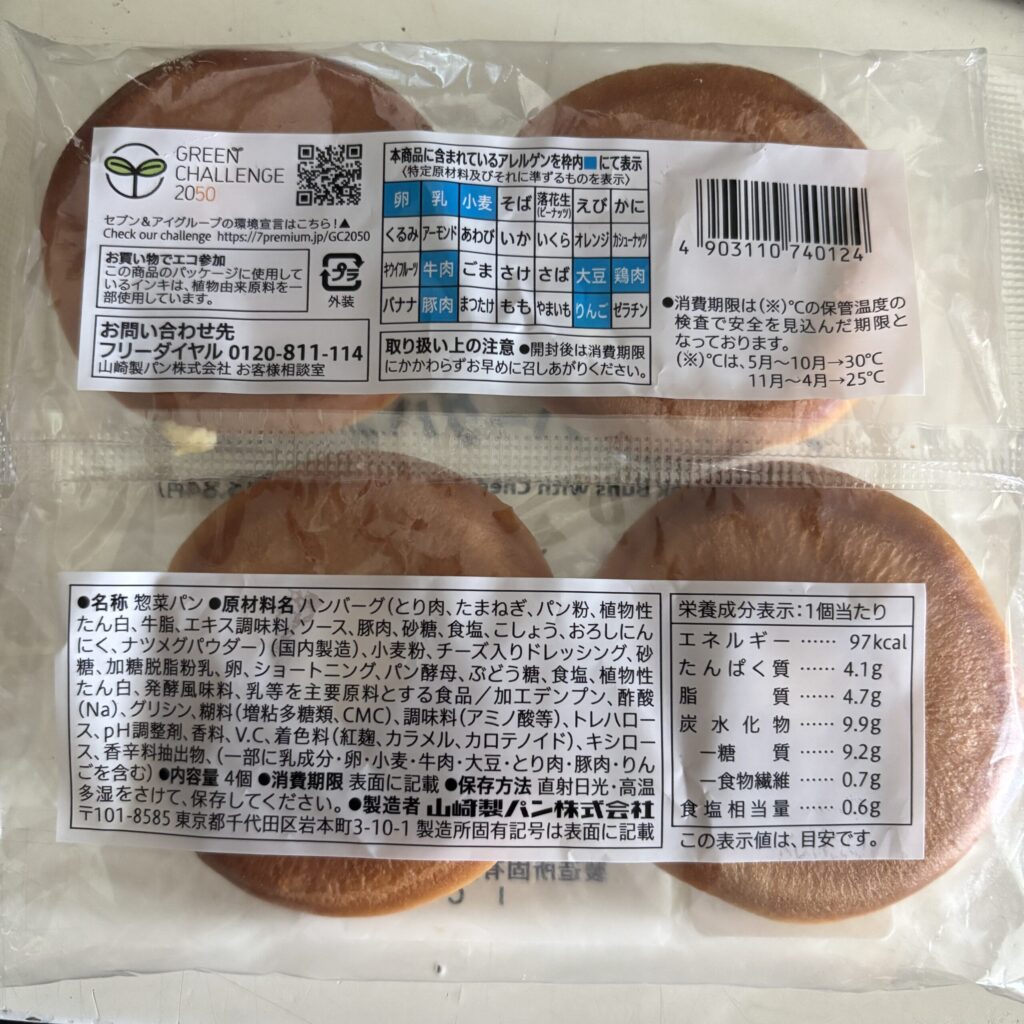 GREEN
CHALLENGE
2050
セブン&アイグループの環境宣言はこちら!▲
Check our challenge https://7premium.jp/GC2050
お買い物でエコ参加
この商品のパッケージに使用して
いるインキは、植物由来原料を一
部使用しています。
プラ
外装
お問い合わせ先
フリーダイヤル 0120-811-114
山崎製パン株式会社 お客様相談室
本商品に含まれているアレルゲンを枠内■にて表示
〈特定原材料及びそれに準ずるものを表示〉
卵 乳 小麦 そば 落花生(ピーナッツ) えび かに
くるみ アーモンド あわび いか いくら オレンジ カシューナッツ
キウイフルーツ 牛肉 ごま さけ さば 大豆 鶏肉
バナナ 豚肉 まつたけ もも やまいも りんご ゼラチン
取り扱い上の注意 ●開封後は消費期限
にかかわらずお早めに召しあがりください。
4 903110 740124
●消費期限は(※)℃の保管温度の
検査で安全を見込んだ期限と
なっております。
(※)℃は、5月〜10月→30℃
11月〜4月→25℃
●名称 惣菜パン ●原材料名 ハンバーグ(とり肉、たまねぎ、パン粉、植物性
たん白、牛脂、エキス調味料、ソース、豚肉、砂糖、食塩、こしょう、おろしにん
にく、ナツメグパウダー)(国内製造)、小麦粉、チーズ入りドレッシング、砂
糖、加糖脱脂粉乳、卵、ショートニング、パン酵母、ぶどう糖、食塩、植物性
たん白、発酵風味料、乳等を主要原料とする食品/加工デンプン、酢酸
(Na)、グリシン、糊料(増粘多糖類、CMC)、調味料(アミノ酸等)、トレハロー
ス、pH調整剤、香料、V.C、着色料(紅麹、カラメル、カロテノイド)、キシロー
ス、香辛料抽出物、(一部に乳成分・卵・小麦・牛肉・大豆・とり肉・豚肉・りん
ごを含む) ●内容量 4個 ●消費期限 表面に記載 ●保存方法 直射日光・高温
多湿をさけて、保存してください。●製造者 山崎製パン株式会社
〒101-8585 東京都千代田区岩本町3-10-1 製造所固有記号は表面に記載
栄養成分表示:1個当たり
エネルギー …… 97kcal
たんぱく質 …… 4.1g
脂質 …… 4.7g
炭水化物 …… 9.9g
—糖質 …… 9.2g
—食物繊維 …… 0.7g
食塩相当量 …… 0.6g
この表示値は、目安です。